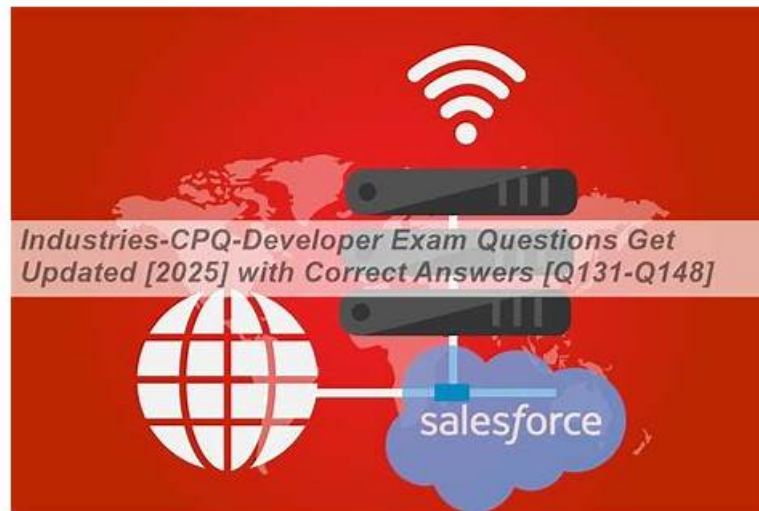 Industries-CPQ-Developer Exam Questions Get
Updated [2025] with Correct Answers [Q131-Q148]
salesforce